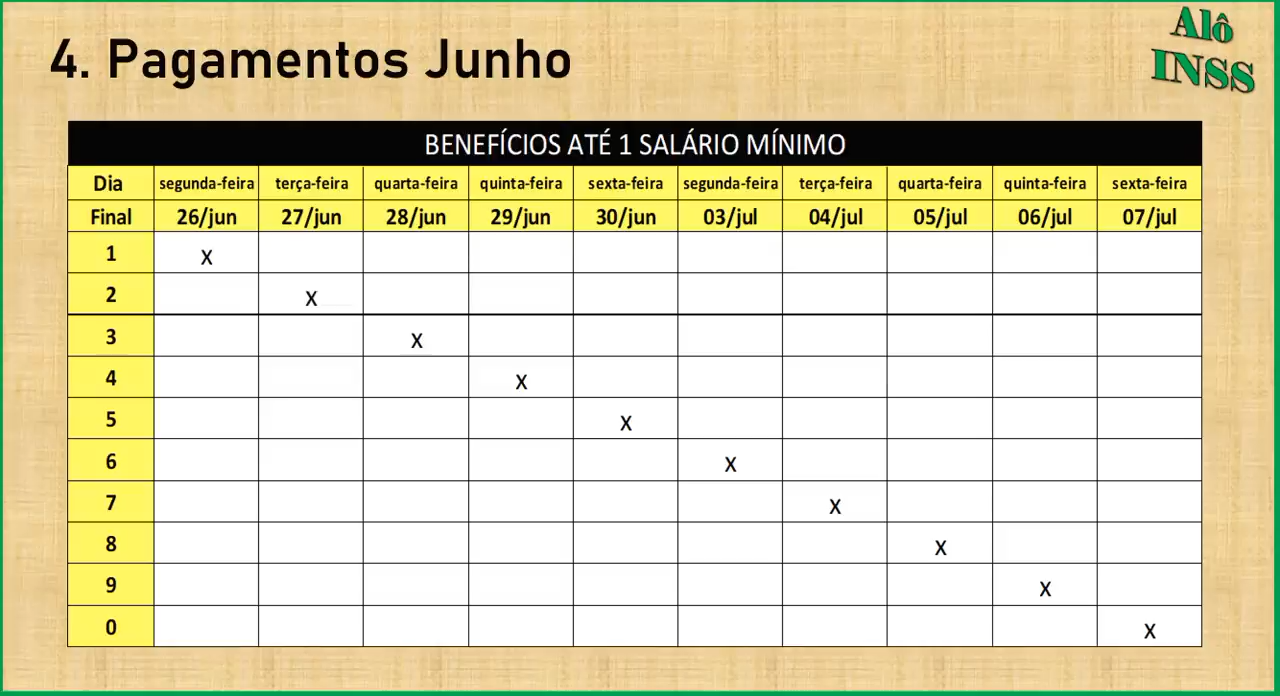 4. Pagamentos Junho
Alô
INSS
BENEFÍCIOS ATÉ 1 SALÁRIO MÍNIMO
Dia segunda-feira terça-feira quarta-feira quinta-feira sexta-feira segunda-feira terça-feira quarta-feira quinta-feira sexta-feira
Final 26/jun 27/jun 28/jun 29/jun 30/jun 03/jul 04/jul 05/jul 06/jul 07/jul
1 X
2 X
3 X
4 X
5 X
6 X
7 X
8 X
9 X
0 X